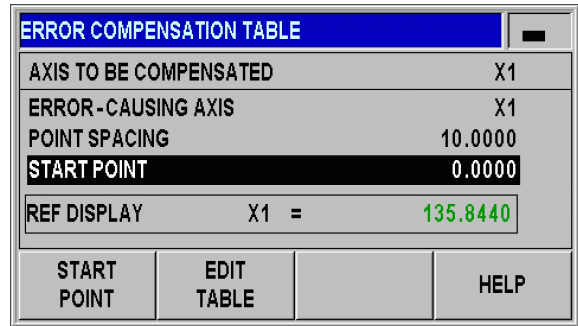 ERROR COMPENSATION TABLE
AXIS TO BE COMPENSATED X1
ERROR-CAUSING AXIS X1
POINT SPACING 10.0000
START POINT 0.0000
REF DISPLAY X1 = 135.8440
START POINT
EDIT TABLE
HELP